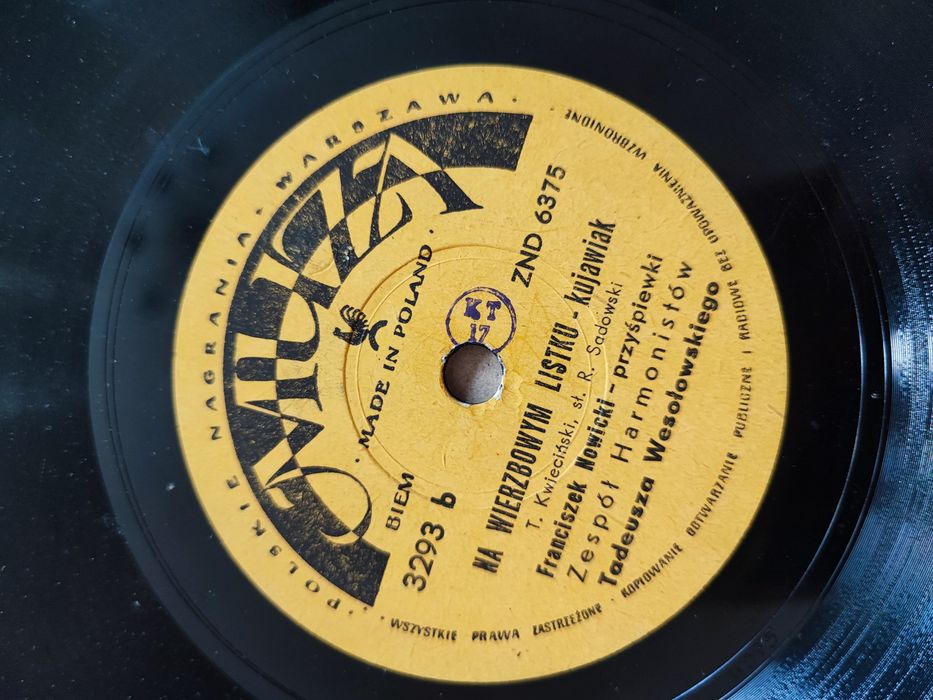 POLSKIE NAGRANIA · WARSZAWA ·
MUZA
· MADE IN POLAND ·
BIEM
3293 b
ZND 6375
KT
17
NA WIERZBOWYM LISTKU - kujawiak
T. Kwieciński, sł. R. Sadowski
Franciszek Nowicki - przyśpiewki
Zespół Harmonistów
Tadeusza Wesołowskiego
· WSZYSTKIE PRAWA ZASTRZEŻONE · KOPIOWANIE ODTWARZANIE PUBLICZNE I RADIOWE BEZ UPOWAŻNIENIA WZBRONIONE